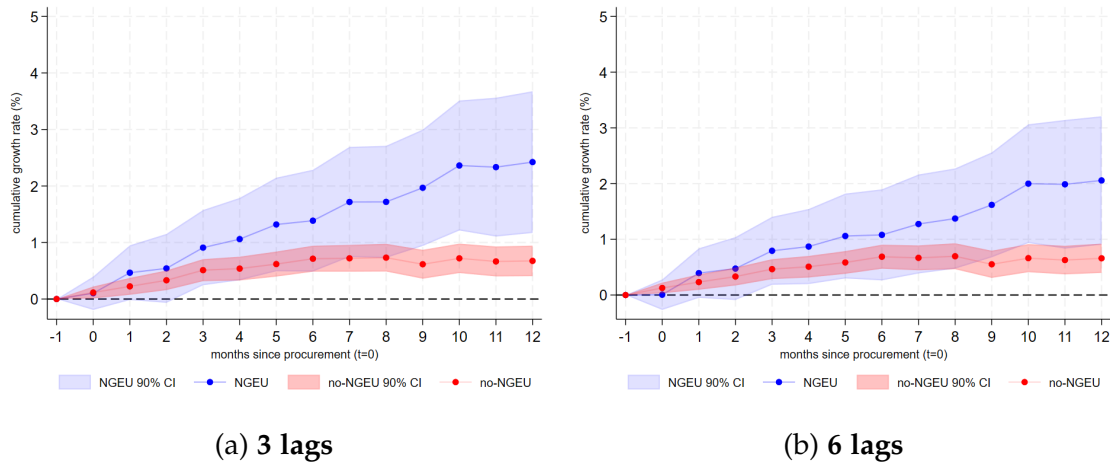 5
4
3
2
1
0
cumulative growth rate (%)
-1 0 1 2 3 4 5 6 7 8 9 10 11 12
months since procurement (t=0)
NGEU 90% CI NGEU no-NGEU 90% CI no-NGEU
(a) 3 lags
5
4
3
2
1
0
cumulative growth rate (%)
-1 0 1 2 3 4 5 6 7 8 9 10 11 12
months since procurement (t=0)
NGEU 90% CI NGEU no-NGEU 90% CI no-NGEU
(b) 6 lags